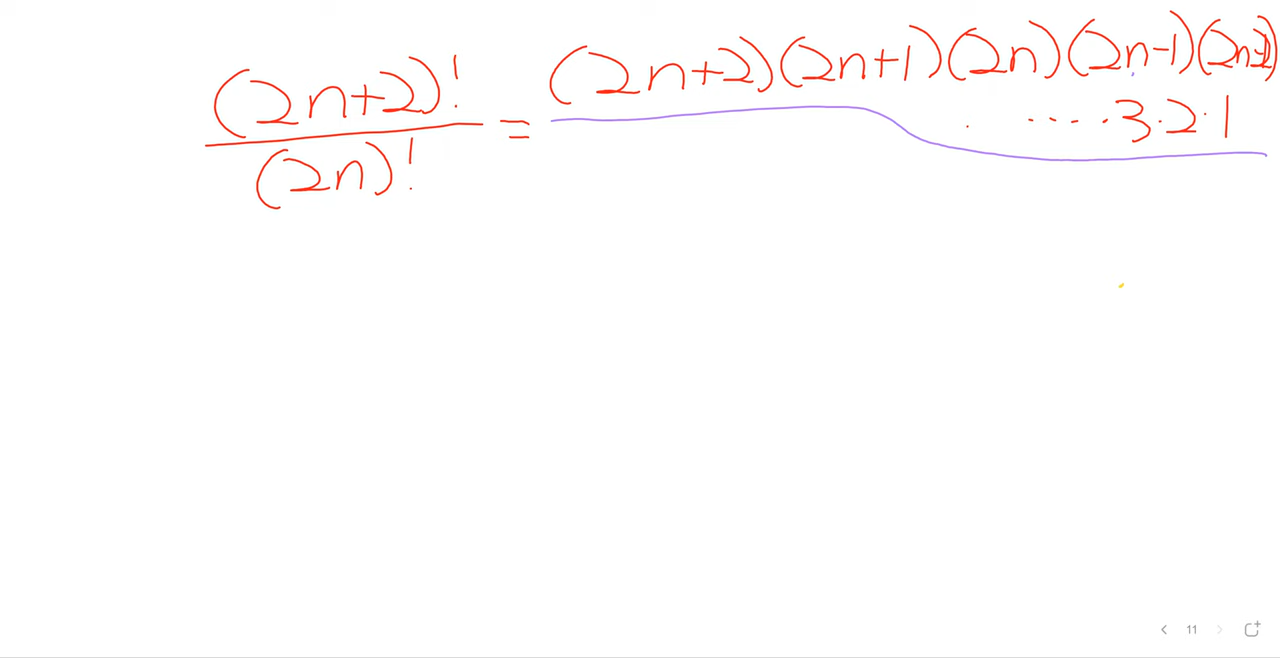 (2n+2)! / (2n)! = (2n+2)(2n+1)(2n)(2n-1)(2n-2)
. ....3.2.1
11